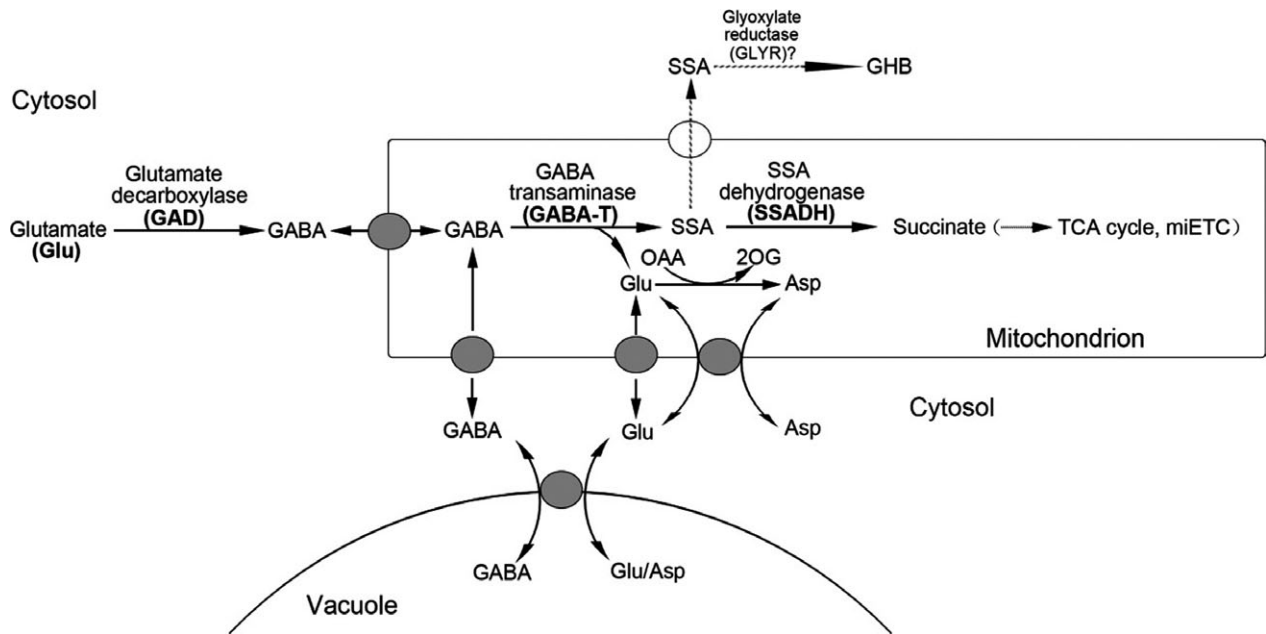 Glyoxylate
reductase
(GLYR)?
SSA
GHB
Cytosol
Glutamate
decarboxylase
(GAD)
GABA
transaminase
(GABA-T)
SSA
dehydrogenase
(SSADH)
Glutamate
(Glu)
GABA
GABA
SSA
Succinate ( TCA cycle, miETC)
OAA
2OG
Glu
Asp
Mitochondrion
Cytosol
GABA
Glu
Asp
GABA
Glu/Asp
Vacuole